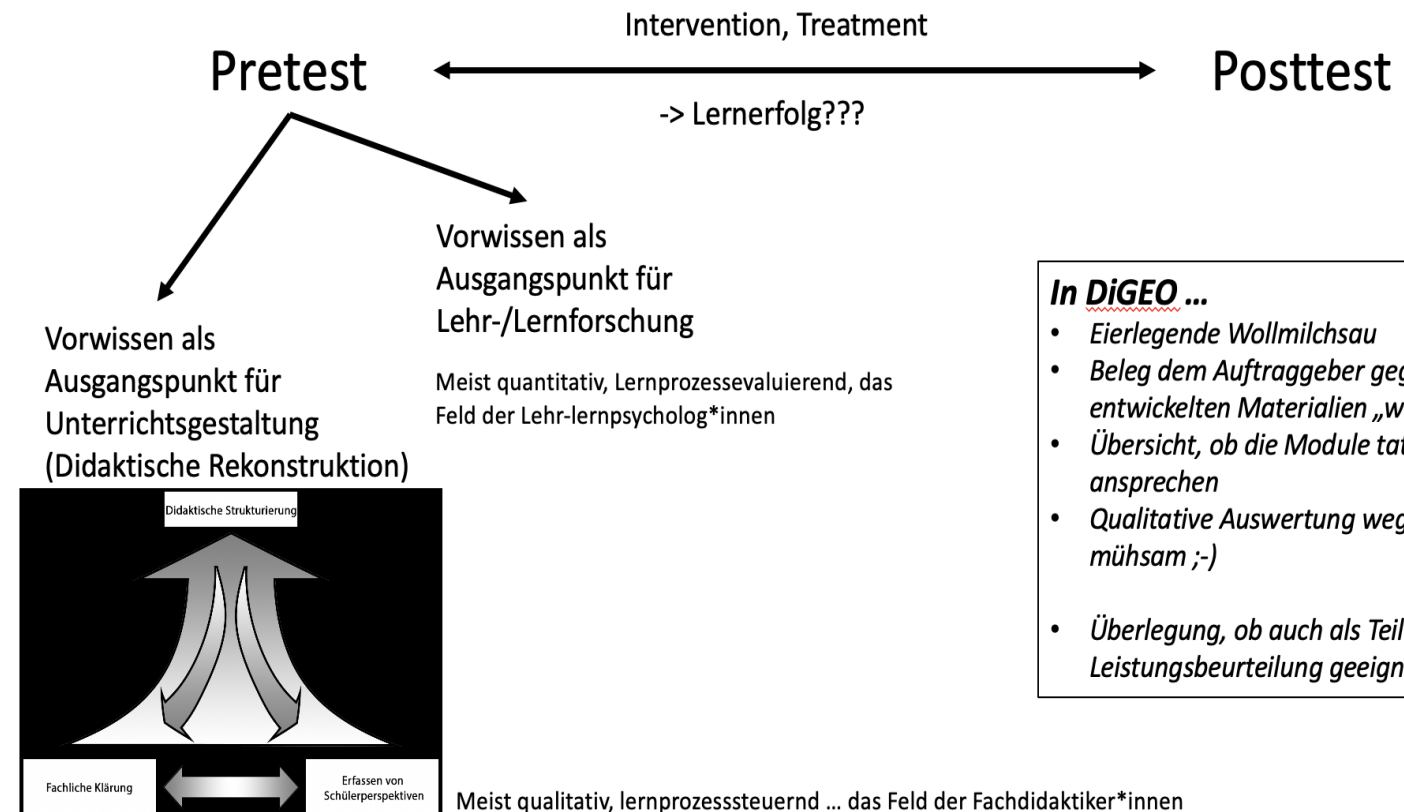 Intervention, Treatment
Pretest
Posttest
-> Lernerfolg???
Vorwissen als
Ausgangspunkt für
Lehr-/Lernforschung
Meist quantitativ, Lernprozessevaluierend, das
Feld der Lehr-lernpsycholog*innen
Vorwissen als
Ausgangspunkt für
Unterrichtsgestaltung
(Didaktische Rekonstruktion)
Didaktische Strukturierung
Fachliche Klärung
Erfassen von
Schülerperspektiven
Meist qualitativ, lernprozesssteuernd … das Feld der Fachdidaktiker*innen
In DiGEO …
• Eierlegende Wollmilchsau
• Beleg dem Auftraggeber geg
entwickelten Materialien „w
• Übersicht, ob die Module tat
ansprechen
• Qualitative Auswertung weg
mühsam ;-)
• Überlegung, ob auch als Teil
Leistungsbeurteilung geeign